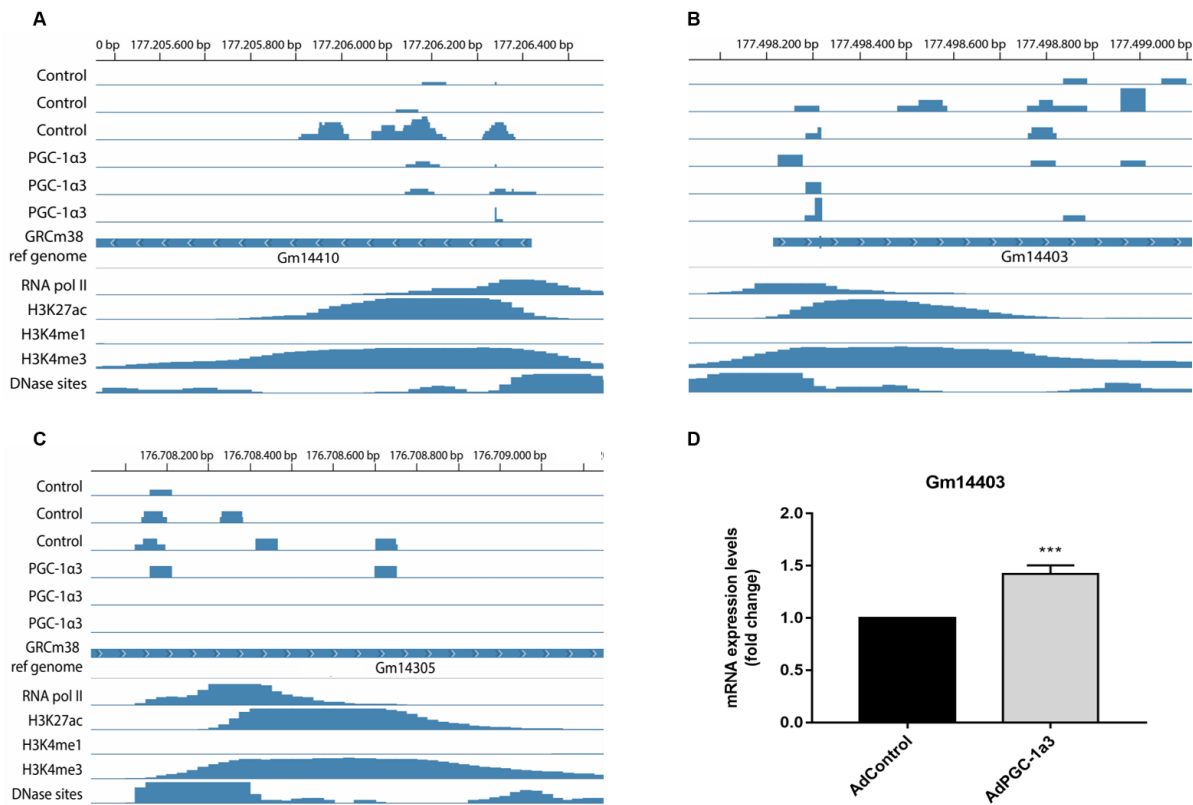 A
0 bp 177.205.600 bp 177.205.800 bp 177.206.000 bp 177.206.200 bp 177.206.400 bp
Control
Control
Control
PGC-1α3
PGC-1α3
PGC-1α3
GRCm38
ref genome
Gm14410
RNA pol II
H3K27ac
H3K4me1
H3K4me3
DNase sites
B
177.498.200 bp 177.498.400 bp 177.498.600 bp 177.498.800 bp 177.499.000 bp
Gm14403
C
176.708.200 bp 176.708.400 bp 176.708.600 bp 176.708.800 bp 176.709.000 bp
Control
Control
Control
PGC-1α3
PGC-1α3
PGC-1α3
GRCm38
ref genome
Gm14305
RNA pol II
H3K27ac
H3K4me1
H3K4me3
DNase sites
D
Gm14403
mRNA expression levels
(fold change)
2.0
1.5
1.0
0.5
0.0
***
AdControl
AdPGC-1a3